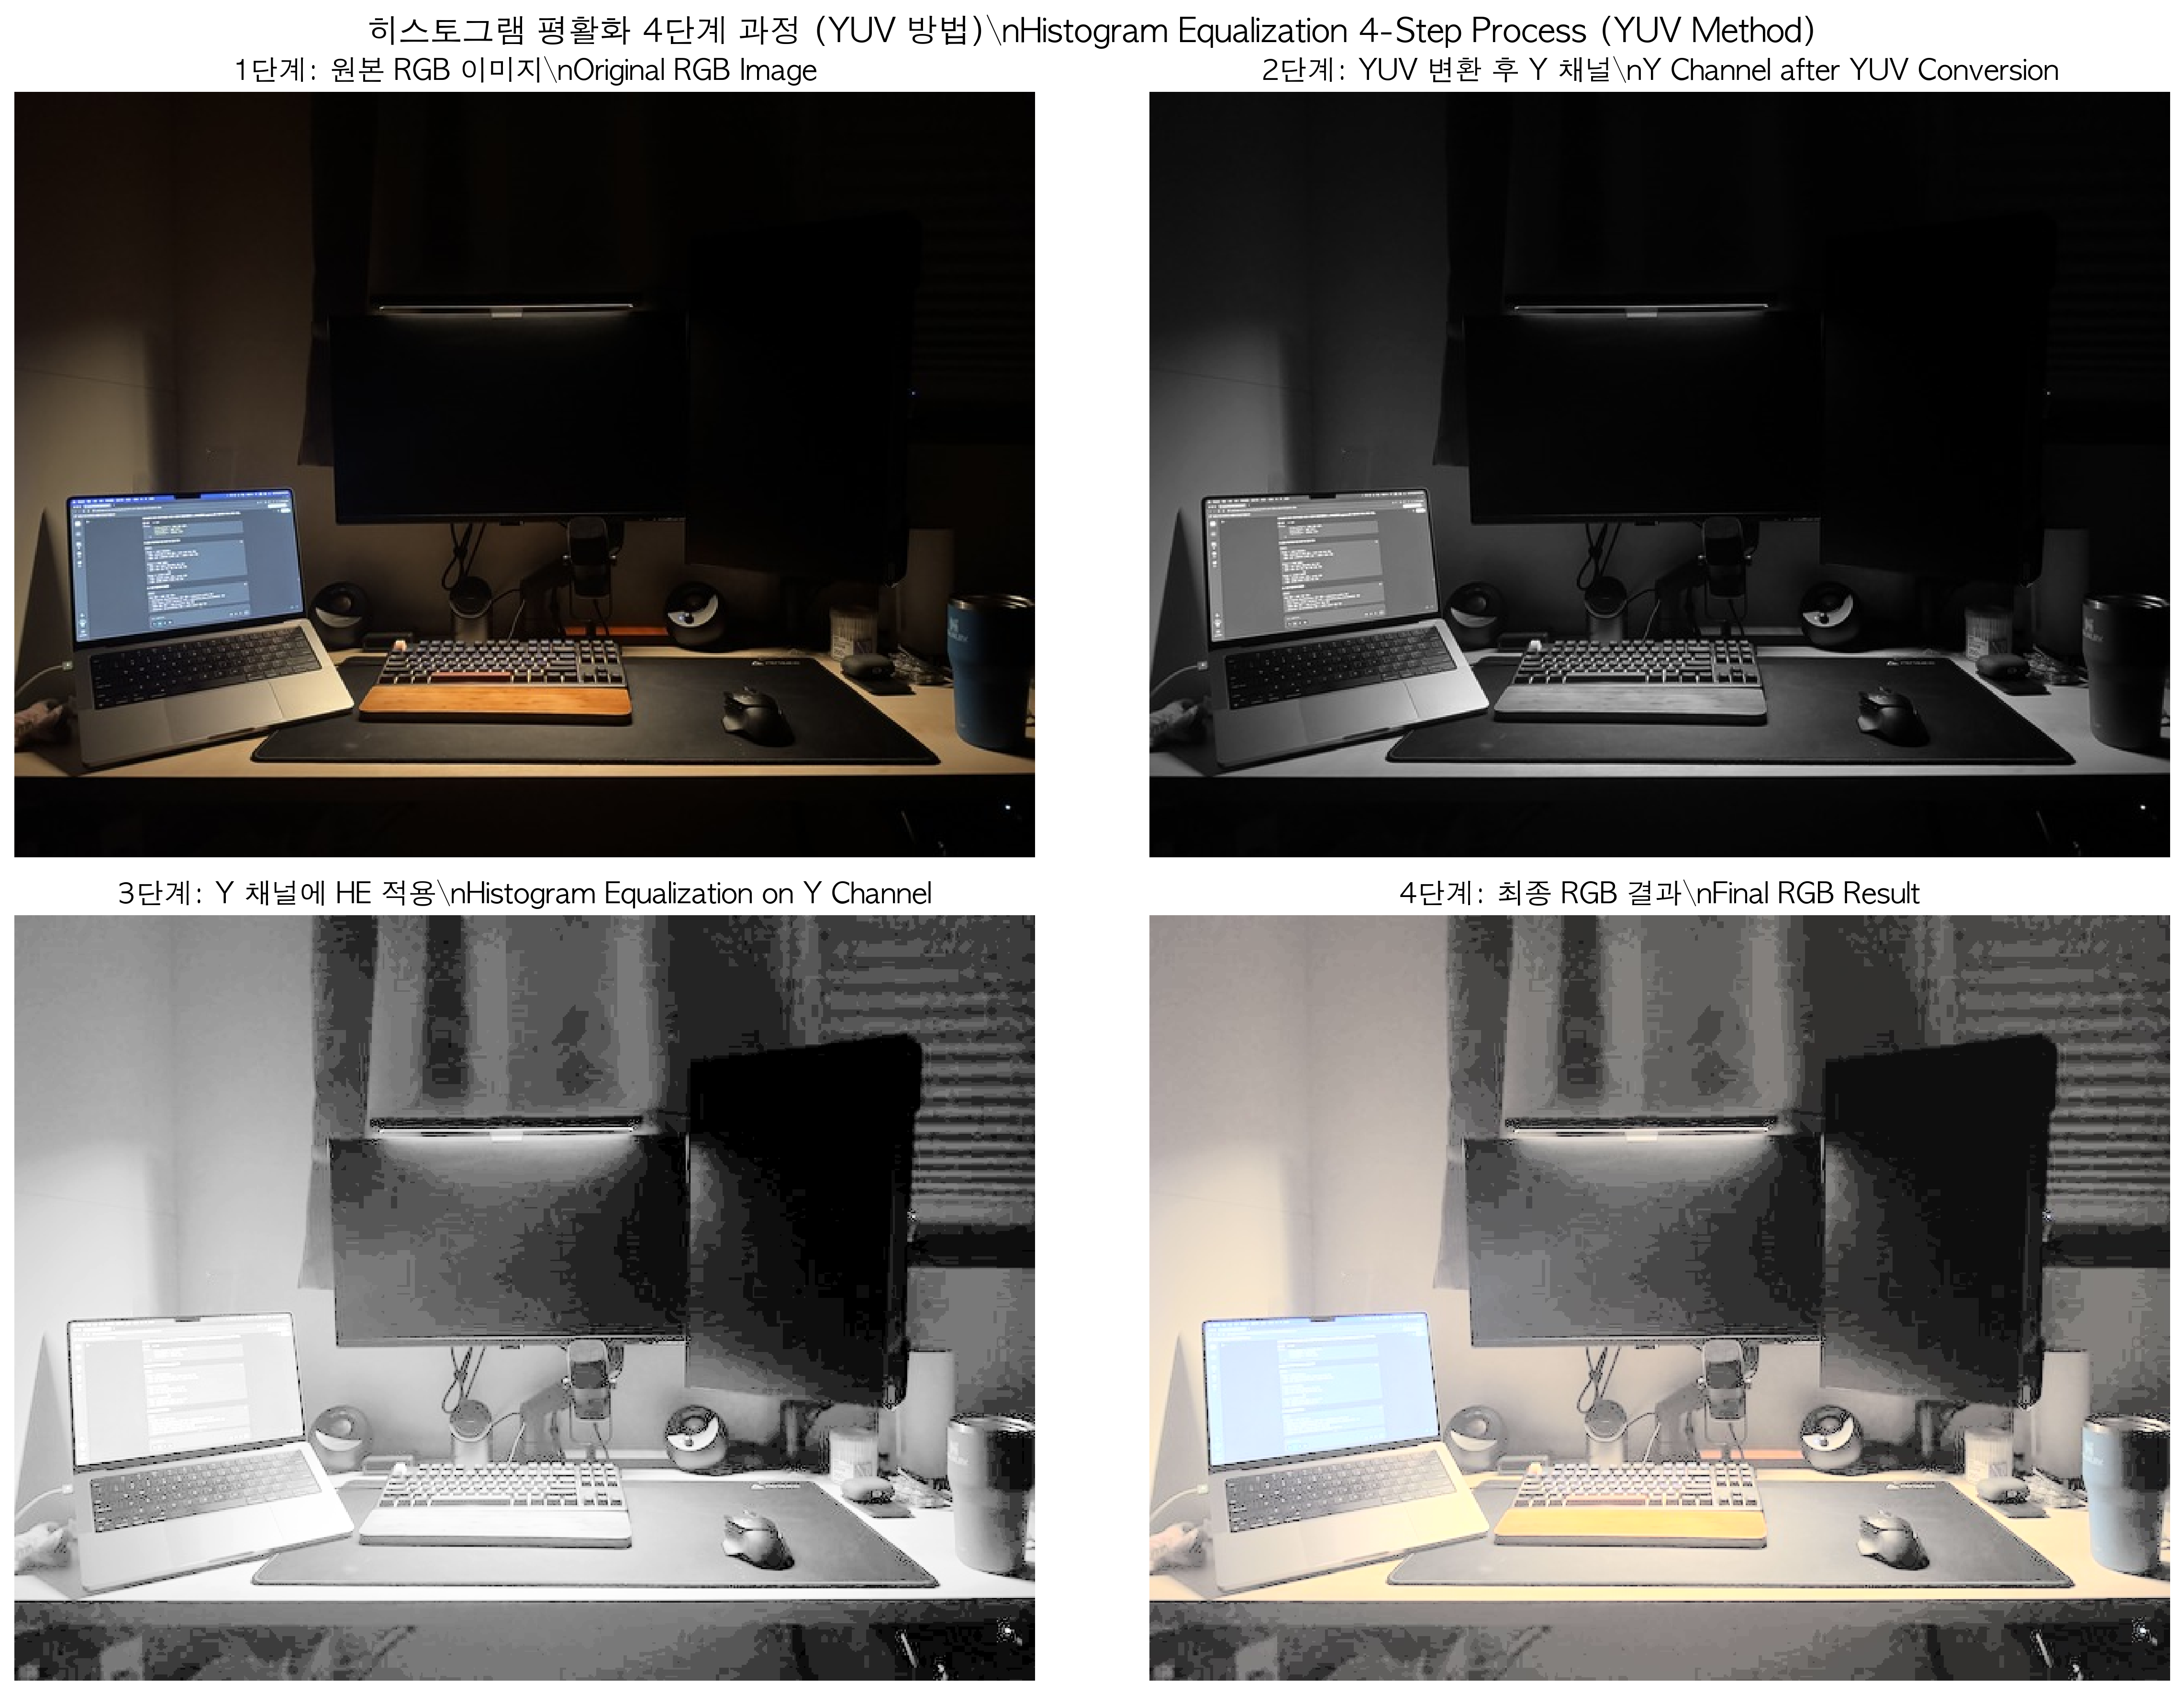 히스토그램 평활화 4단계 과정 (YUV 방법)\nHistogram Equalization 4-Step Process (YUV Method)
1단계: 원본 RGB 이미지\nOriginal RGB Image
2단계: YUV 변환 후 Y 채널\nY Channel after YUV Conversion
3단계: Y 채널에 HE 적용\nHistogram Equalization on Y Channel
4단계: 최종 RGB 결과\nFinal RGB Result